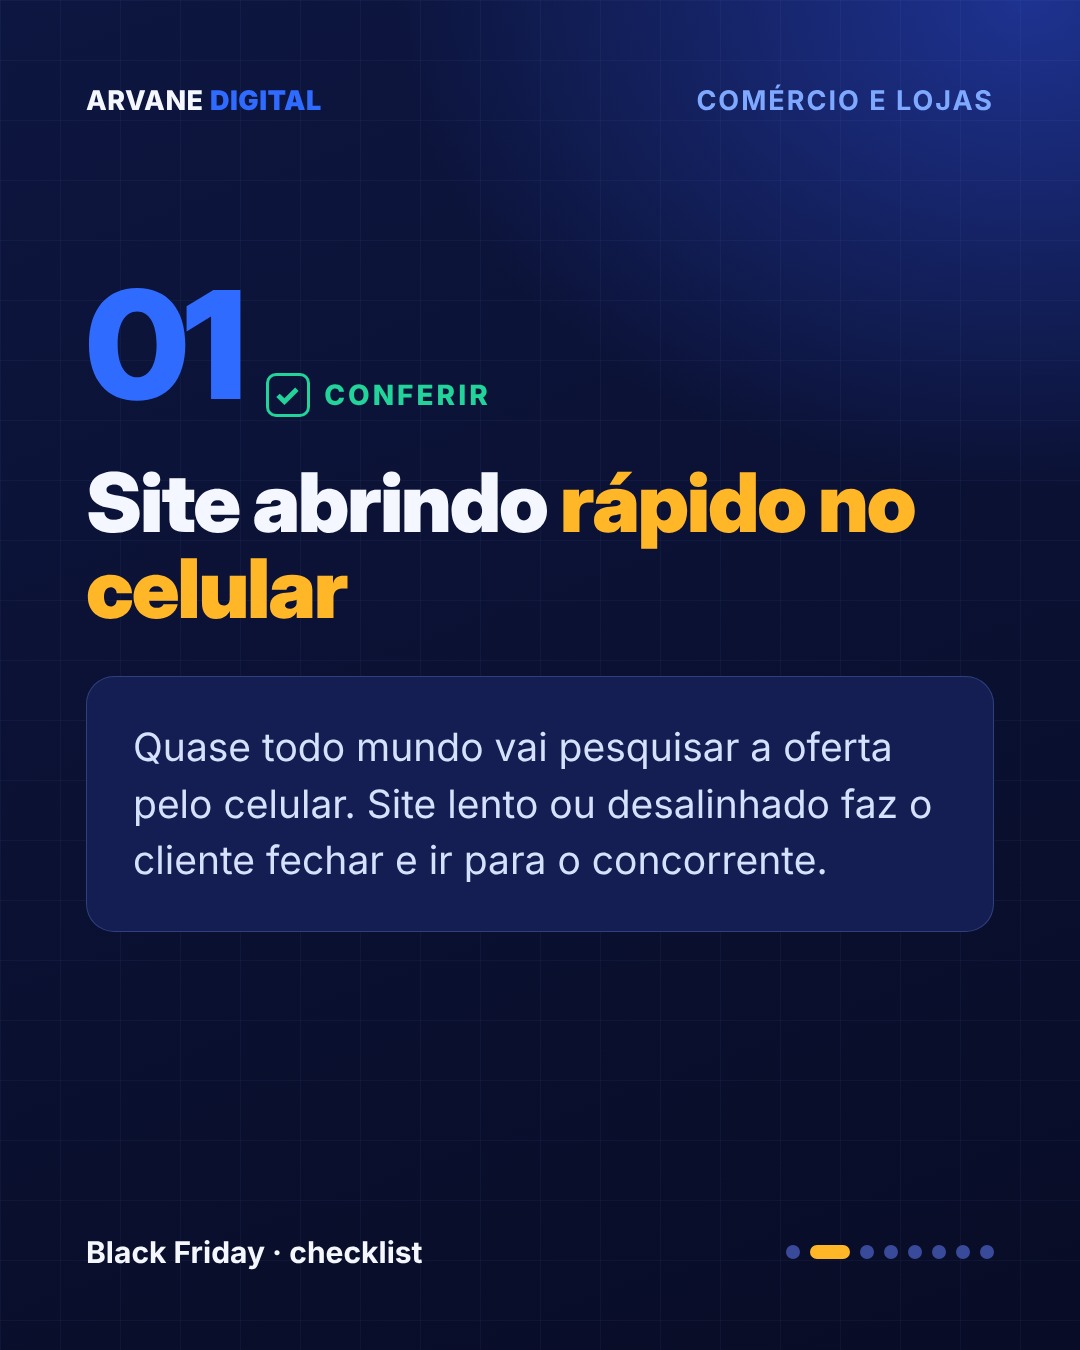 ARVANE DIGITAL
COMÉRCIO E LOJAS
01
CONFERIR
Site abrindo rápido no
celular
Quase todo mundo vai pesquisar a oferta
pelo celular. Site lento ou desalinhado faz o
cliente fechar e ir para o concorrente.
Black Friday · checklist